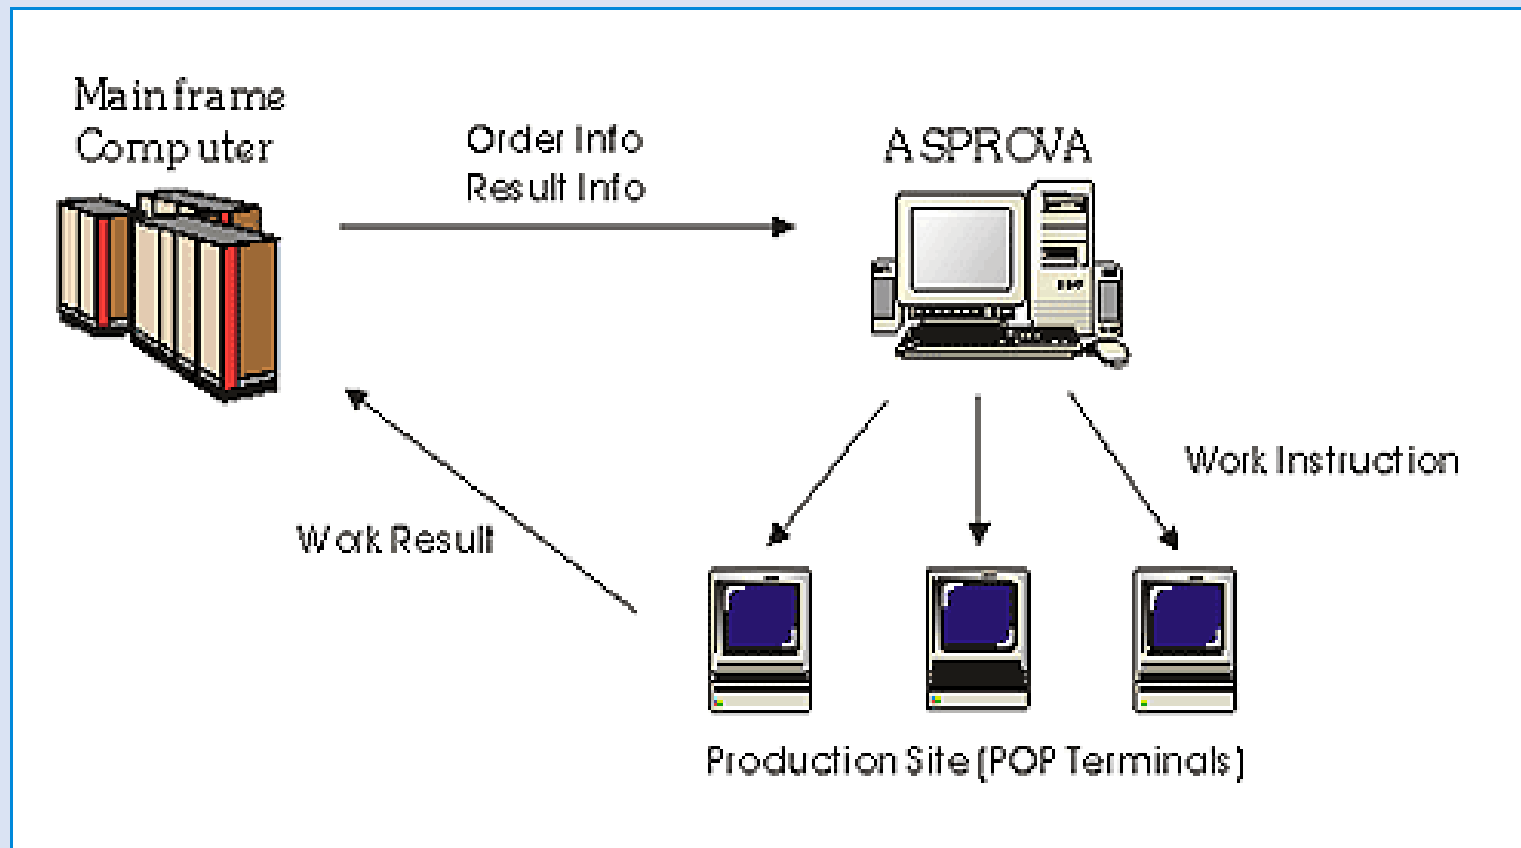 Mainframe
Computer
Order Info
Result Info
ASPROVA
Work Instruction
Work Result
Production Site (POP Terminals)